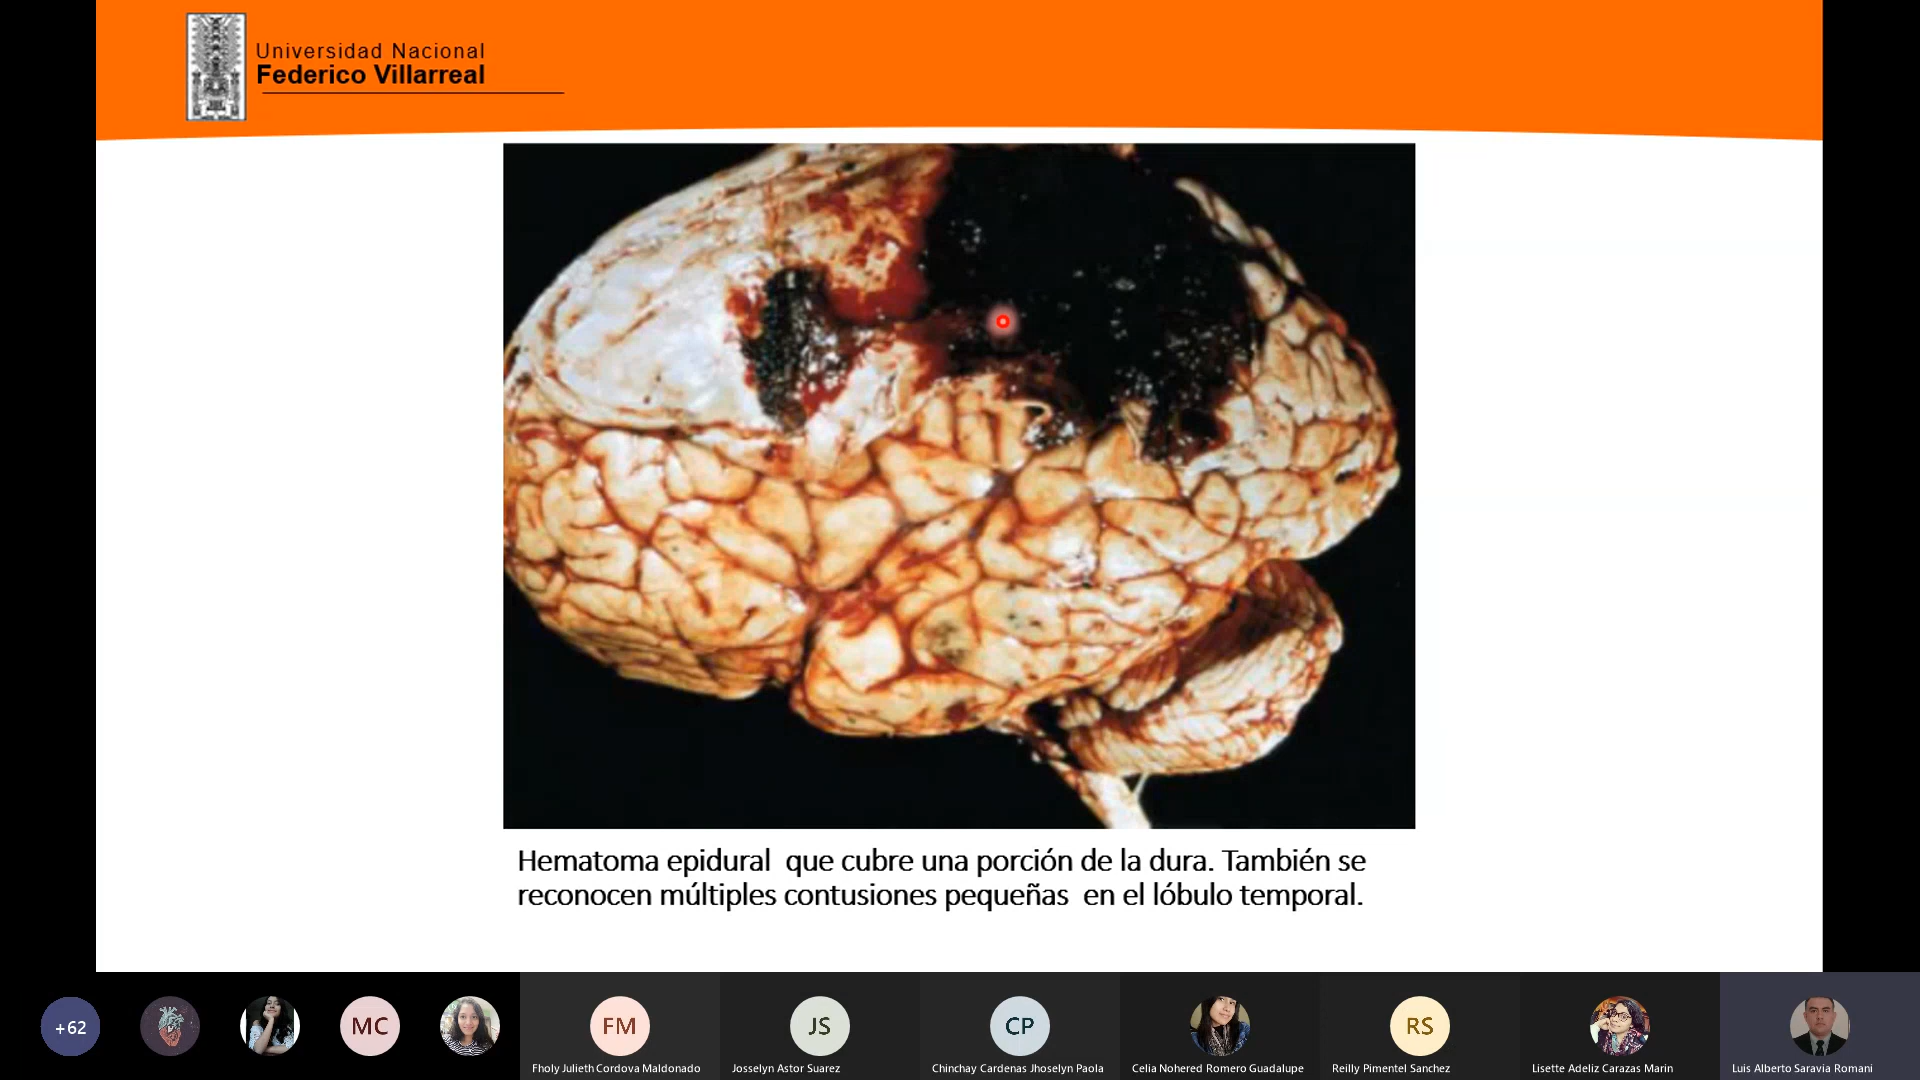 Universidad Nacional
Federico Villarreal
Hematoma epidural  que cubre una porción de la dura. También se
reconocen múltiples contusiones pequeñas  en el lóbulo temporal.
+62
MC
FM
JS
CP
RS
Fholy Julieth Cordova Maldonado
Josselyn Astor Suarez
Chinchay Cardenas Jhoselyn Paola
Celia Nohered Romero Guadalupe
Reilly Pimentel Sanchez
Lisette Adeliz Carazas Marin
Luis Alberto Saravia Romani